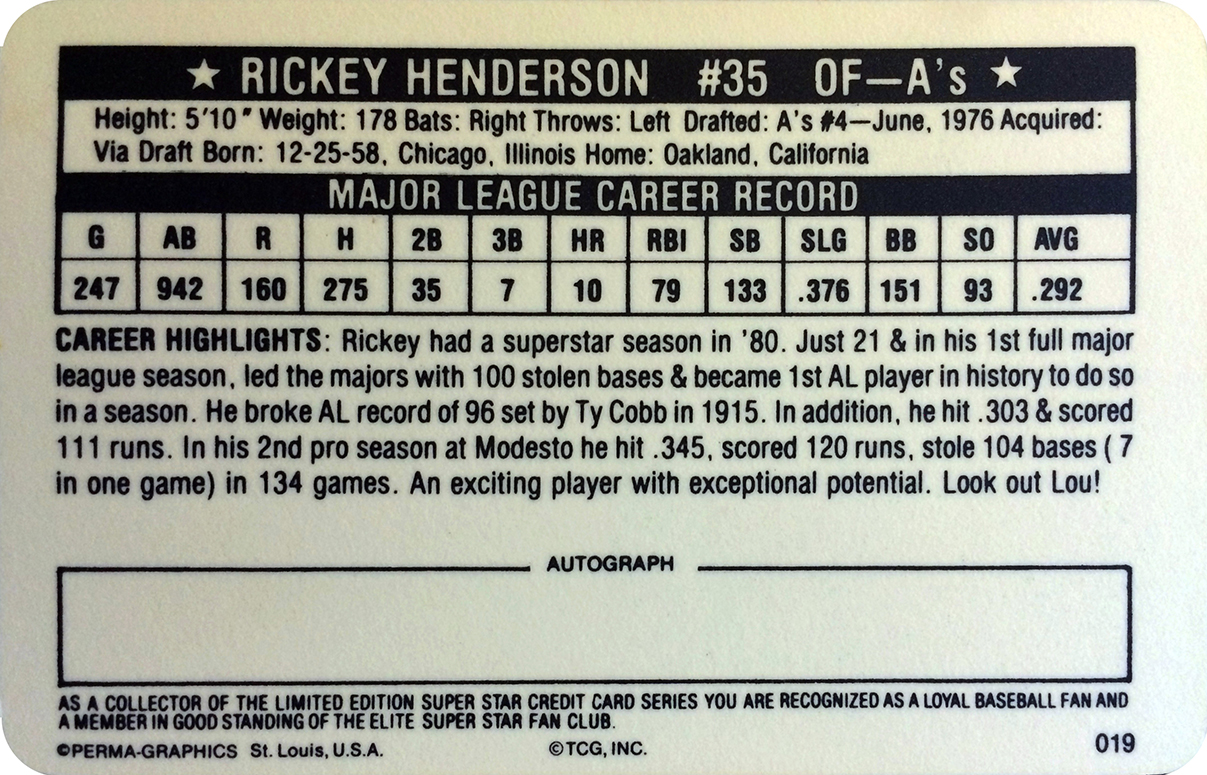 ★ RICKEY HENDERSON #35 OF—A's ★
Height: 5'10" Weight: 178 Bats: Right Throws: Left Drafted: A's #4—June, 1976 Acquired:
Via Draft Born: 12-25-58, Chicago, Illinois Home: Oakland, California
MAJOR LEAGUE CAREER RECORD
G AB R H 2B 3B HR RBI SB SLG BB SO AVG
247 942 160 275 35 7 10 79 133 .376 151 93 .292
CAREER HIGHLIGHTS: Rickey had a superstar season in '80. Just 21 & in his 1st full major
league season, led the majors with 100 stolen bases & became 1st AL player in history to do so
in a season. He broke AL record of 96 set by Ty Cobb in 1915. In addition, he hit .303 & scored
111 runs. In his 2nd pro season at Modesto he hit .345, scored 120 runs, stole 104 bases ( 7
in one game) in 134 games. An exciting player with exceptional potential. Look out Lou!
AUTOGRAPH
AS A COLLECTOR OF THE LIMITED EDITION SUPER STAR CREDIT CARD SERIES YOU ARE RECOGNIZED AS A LOYAL BASEBALL FAN AND
A MEMBER IN GOOD STANDING OF THE ELITE SUPER STAR FAN CLUB.
©PERMA-GRAPHICS St. Louis, U.S.A. ©TCG, INC. 019